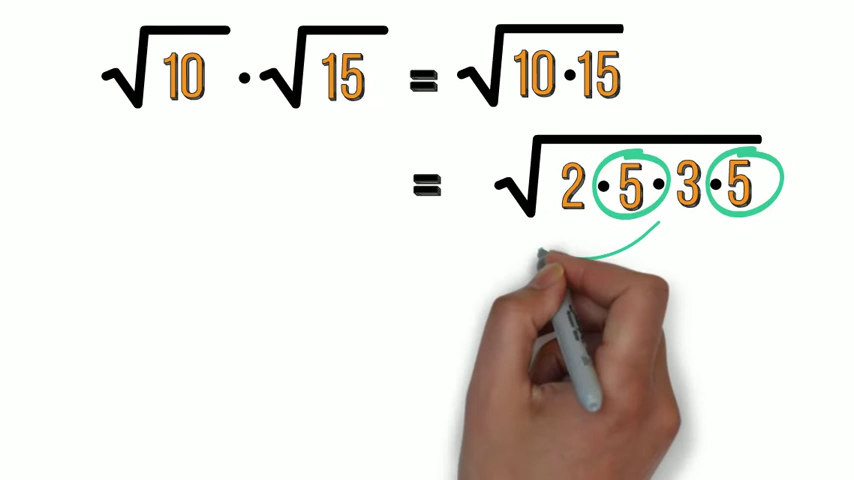 √10 · √15 = √10·15
= √2·5·3·5